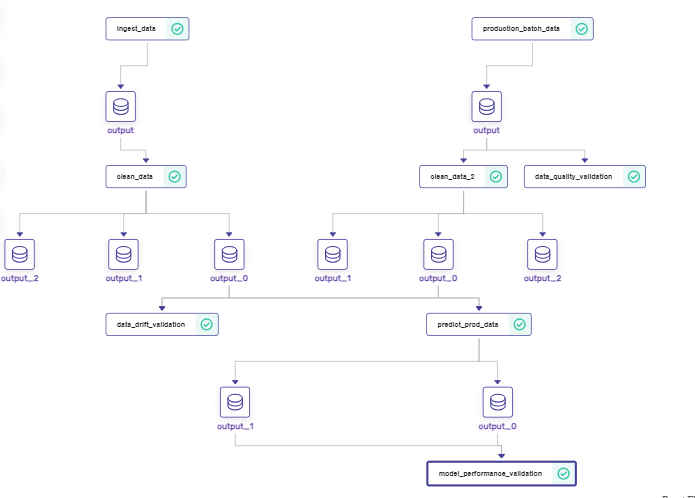 ingest_data
production_batch_data
output
output
clean_data
clean_data_2
data_quality_validation
output_2
output_1
output_0
output_1
output_0
output_2
data_drift_validation
predict_prod_data
output_1
output_0
model_performance_validation